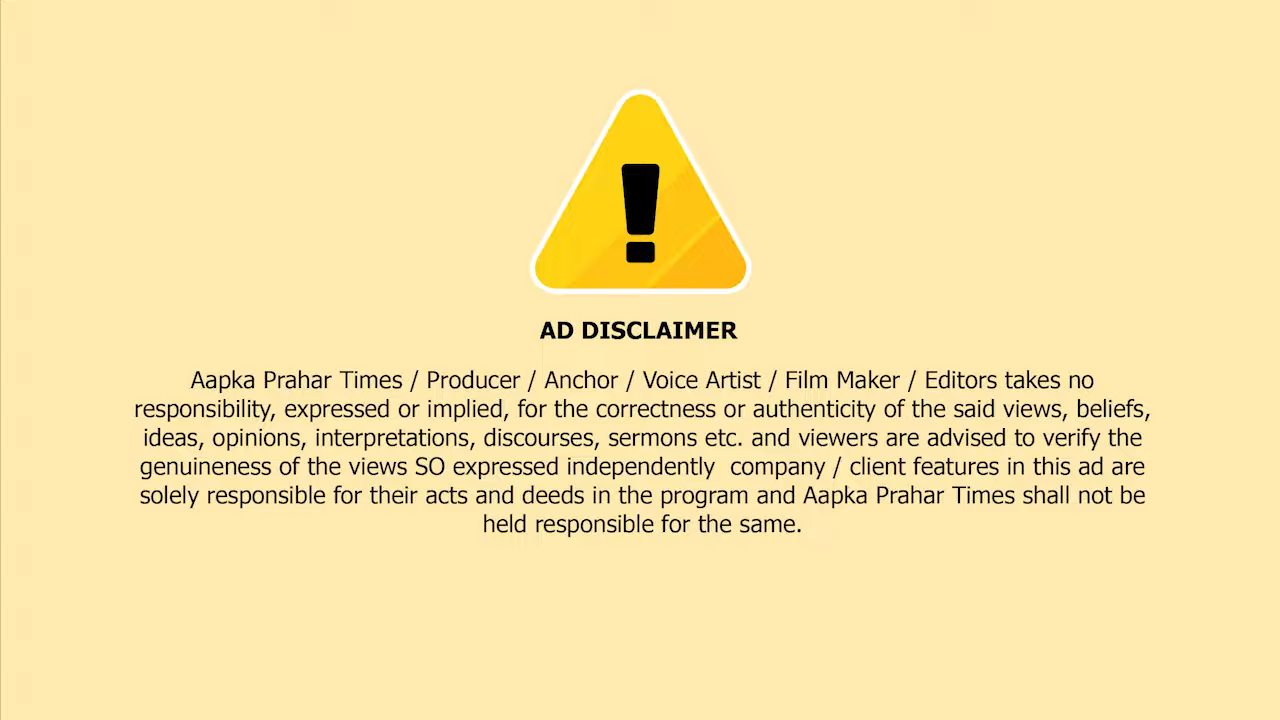 AD DISCLAIMER
Aapka Prahar Times / Producer / Anchor / Voice Artist / Film Maker / Editors takes no
responsibility, expressed or implied, for the correctness or authenticity of the said views, beliefs,
ideas, opinions, interpretations, discourses, sermons etc. and viewers are advised to verify the
genuineness of the views SO expressed independently  company / client features in this ad are
solely responsible for their acts and deeds in the program and Aapka Prahar Times shall not be
held responsible for the same.